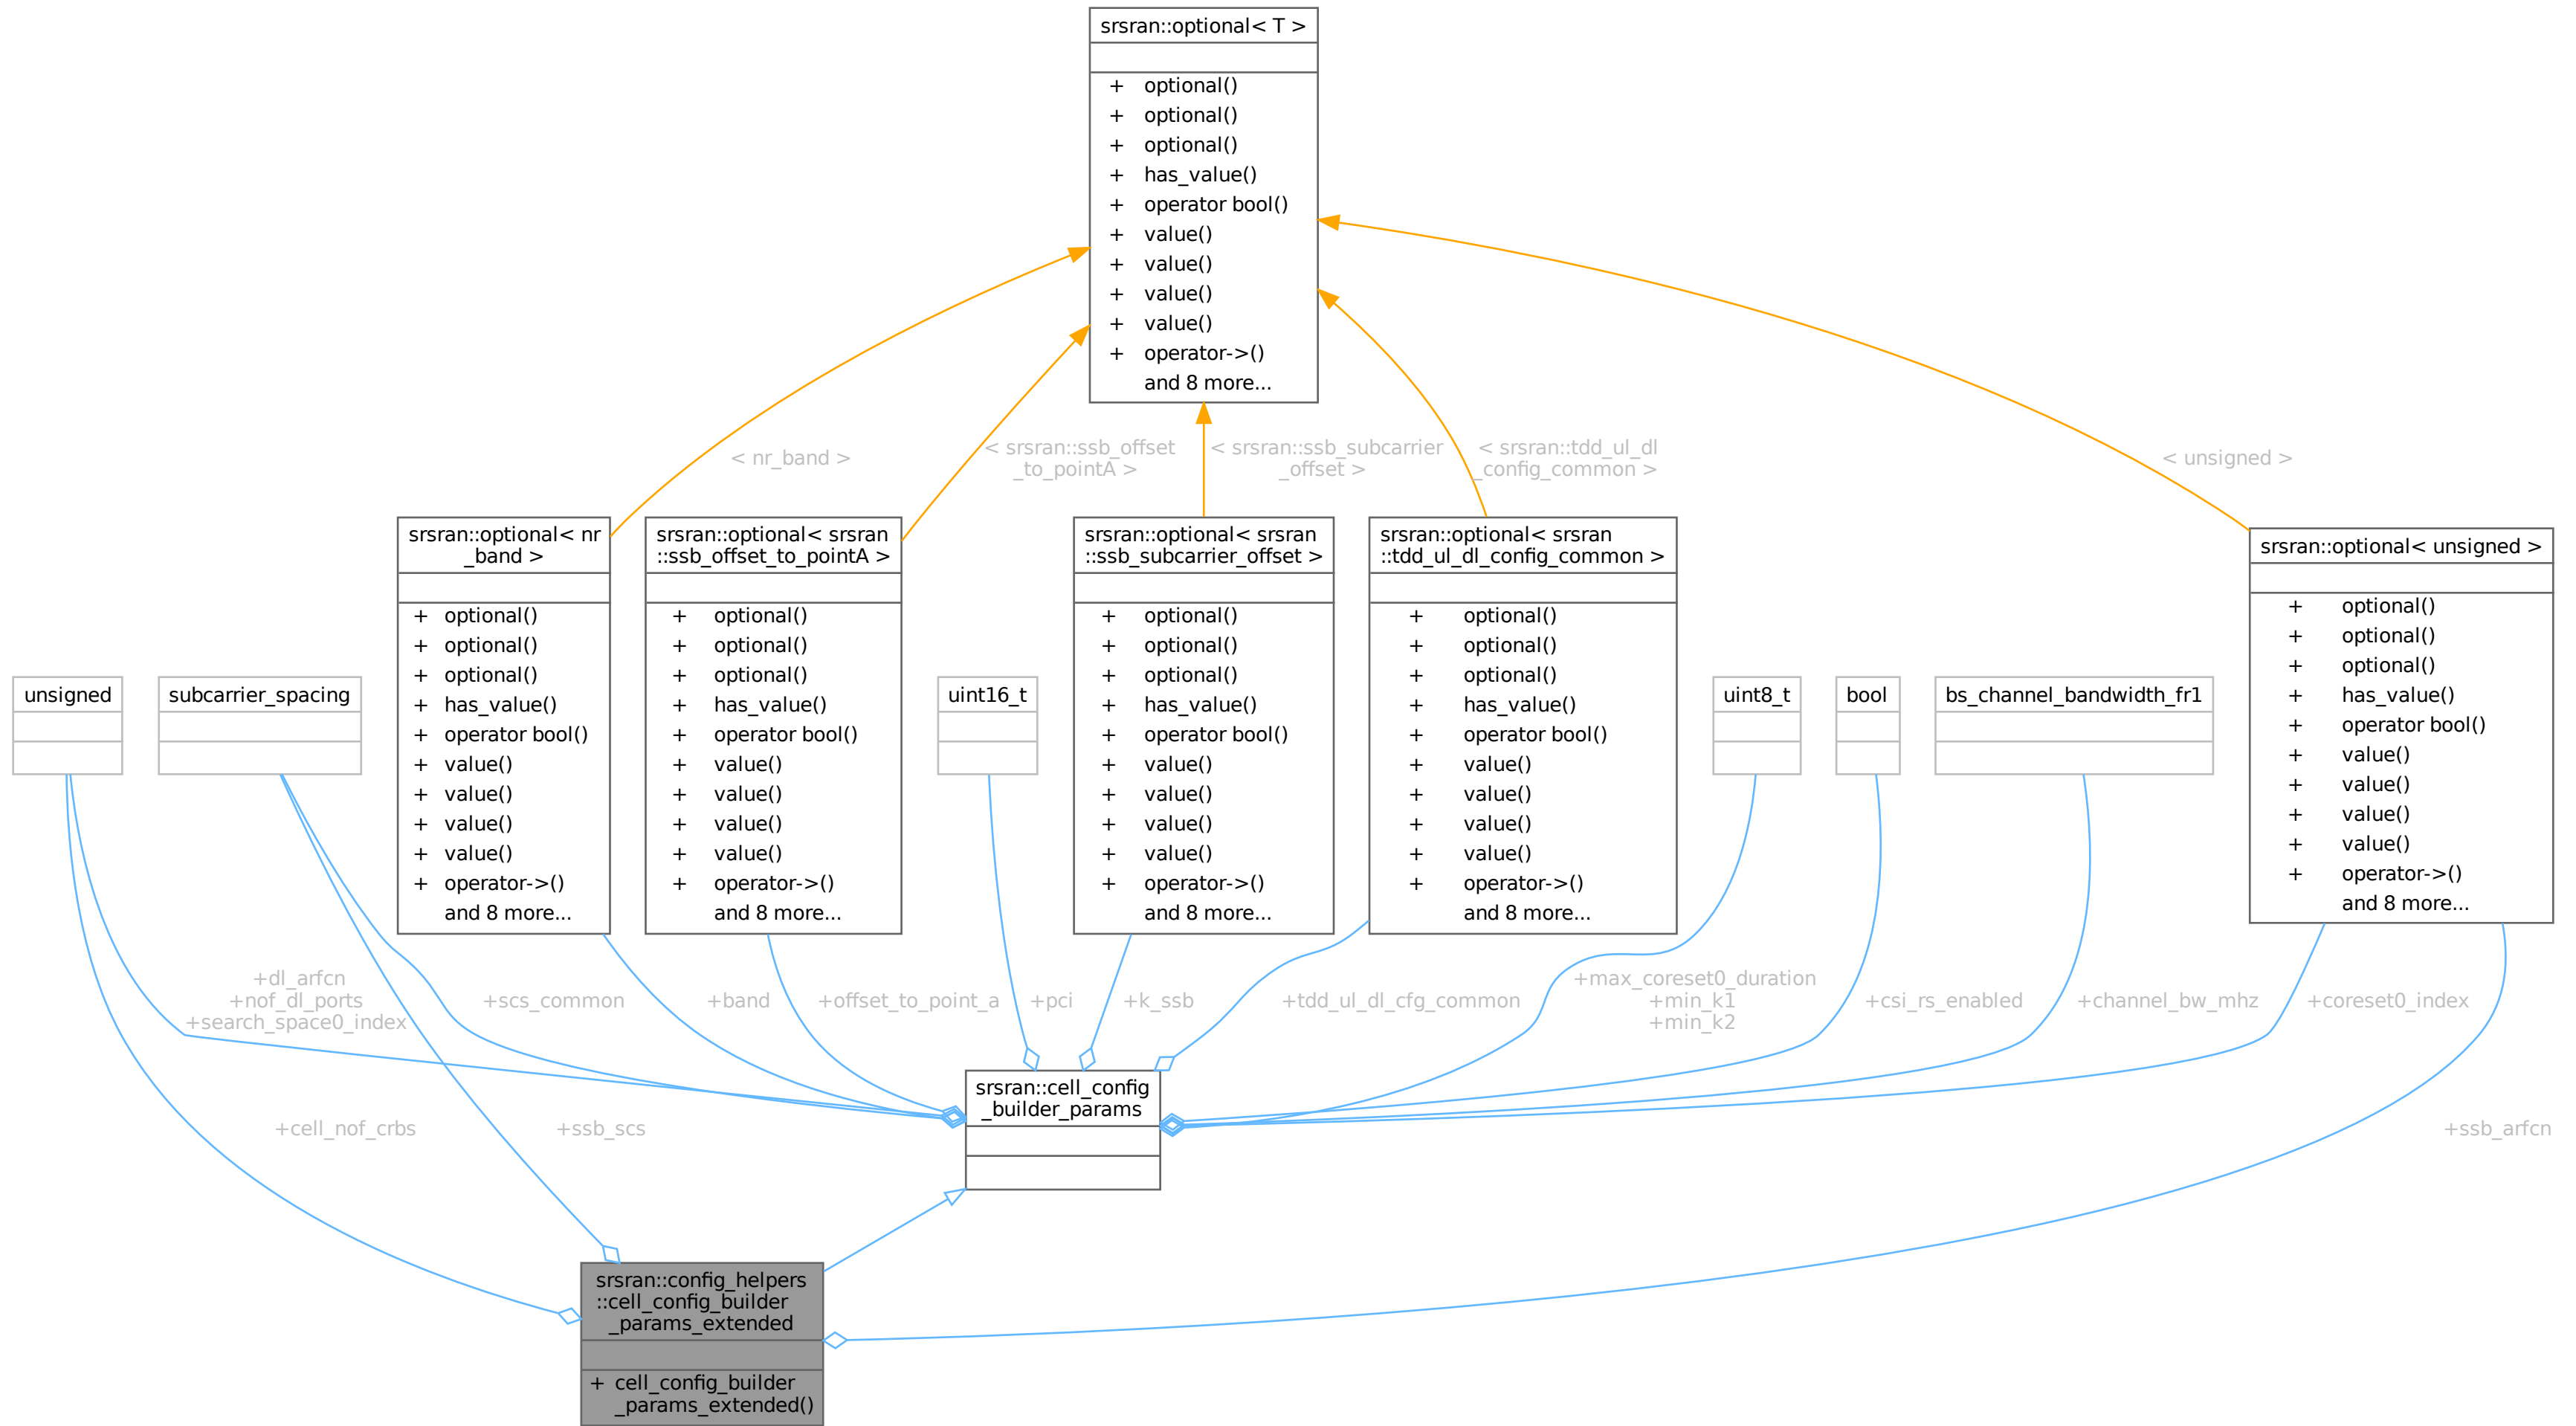 srsran::optional< T >
+ optional()
+ optional()
+ optional()
+ has_value()
+ operator bool()
+ value()
+ value()
+ value()
+ value()
+ operator->()
and 8 more...
< nr_band >
< srsran::ssb_offset
_to_pointA >
< srsran::ssb_subcarrier
_offset >
< srsran::tdd_ul_dl
_config_common >
< unsigned >
srsran::optional< nr
_band >
+ optional()
+ optional()
+ optional()
+ has_value()
+ operator bool()
+ value()
+ value()
+ value()
+ value()
+ operator->()
and 8 more...
srsran::optional< srsran
::ssb_offset_to_pointA >
+ optional()
+ optional()
+ optional()
+ has_value()
+ operator bool()
+ value()
+ value()
+ value()
+ value()
+ operator->()
and 8 more...
srsran::optional< srsran
::ssb_subcarrier_offset >
+ optional()
+ optional()
+ optional()
+ has_value()
+ operator bool()
+ value()
+ value()
+ value()
+ value()
+ operator->()
and 8 more...
srsran::optional< srsran
::tdd_ul_dl_config_common >
+ optional()
+ optional()
+ optional()
+ has_value()
+ operator bool()
+ value()
+ value()
+ value()
+ value()
+ operator->()
and 8 more...
srsran::optional< unsigned >
+ optional()
+ optional()
+ optional()
+ has_value()
+ operator bool()
+ value()
+ value()
+ value()
+ value()
+ operator->()
and 8 more...
unsigned
subcarrier_spacing
uint16_t
uint8_t
bool
bs_channel_bandwidth_fr1
+dl_arfcn
+nof_dl_ports
+search_space0_index
+scs_common
+band
+offset_to_point_a
+pci
+k_ssb
+tdd_ul_dl_cfg_common
+max_coreset0_duration
+min_k1
+min_k2
+csi_rs_enabled
+channel_bw_mhz
+coreset0_index
srsran::cell_config
_builder_params
+cell_nof_crbs
+ssb_scs
+ssb_arfcn
srsran::config_helpers
::cell_config_builder
_params_extended
+ cell_config_builder
_params_extended()